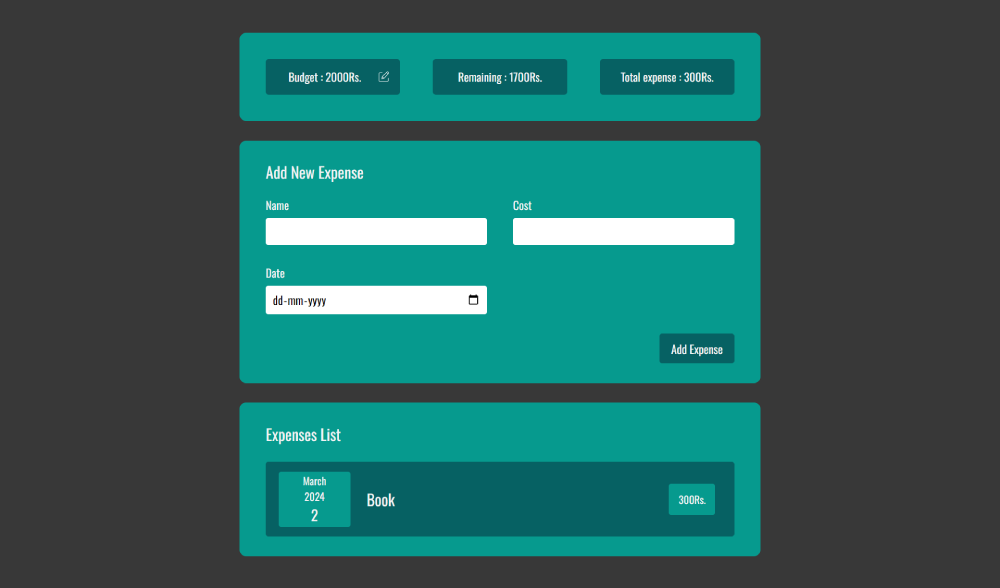 Budget : 2000Rs.
Remaining : 1700Rs.
Total expense : 300Rs.
Add New Expense
Name
Cost
Date
dd-mm-yyyy
Add Expense
Expenses List
March
2024
2
Book
300Rs.